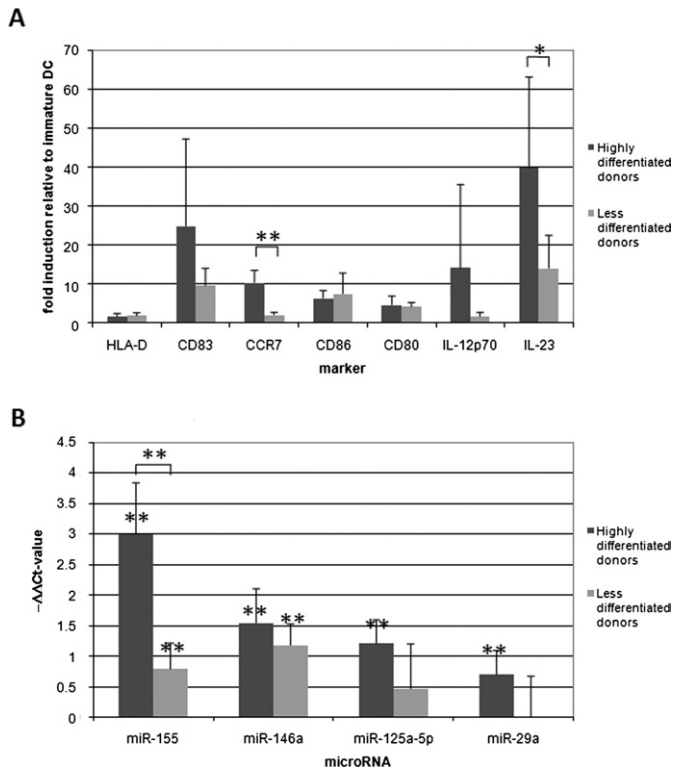 A
fold induction relative to immature DC
70
60
50
40
30
20
10
0
*
**
HLA-D CD83 CCR7 CD86 CD80 IL-12p70 IL-23
marker
Highly
differentiated
donors
Less
differentiated
donors
B
−ΔΔCt-value
4.5
4
3.5
3
2.5
2
1.5
1
0.5
0
**
**
**
**
**
**
**
miR-155 miR-146a miR-125a-5p miR-29a
microRNA
Highly
differentiated
donors
Less
differentiated
donors